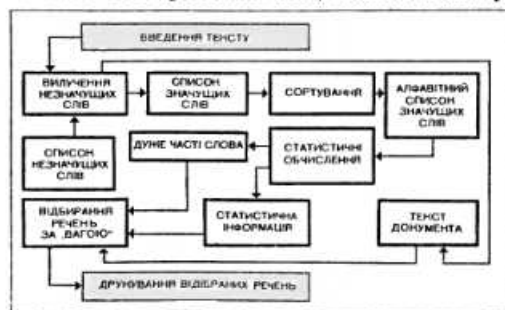 ВВЕДЕННЯ ТЕКСТУ
ВИЛУЧЕННЯ
НЕЗНАЧУЩИХ
СЛІВ
СПИСОК
ЗНАЧУЩИХ
СЛІВ
СОРТУВАННЯ
АЛФАВІТНИЙ
СПИСОК
ЗНАЧУЩИХ
СЛІВ
СПИСОК
НЕЗНАЧУЩИХ
СЛІВ
ДУЖЕ ЧАСТІ СЛОВА
СТАТИСТИЧНІ
ОБЧИСЛЕННЯ
ВІДБИРАННЯ
РЕЧЕНЬ
ЗА „ВАГОЮ"
СТАТИСТИЧНА
ІНФОРМАЦІЯ
ТЕКСТ
ДОКУМЕНТА
ДРУКУВАННЯ ВІДІБРАНИХ РЕЧЕНЬ